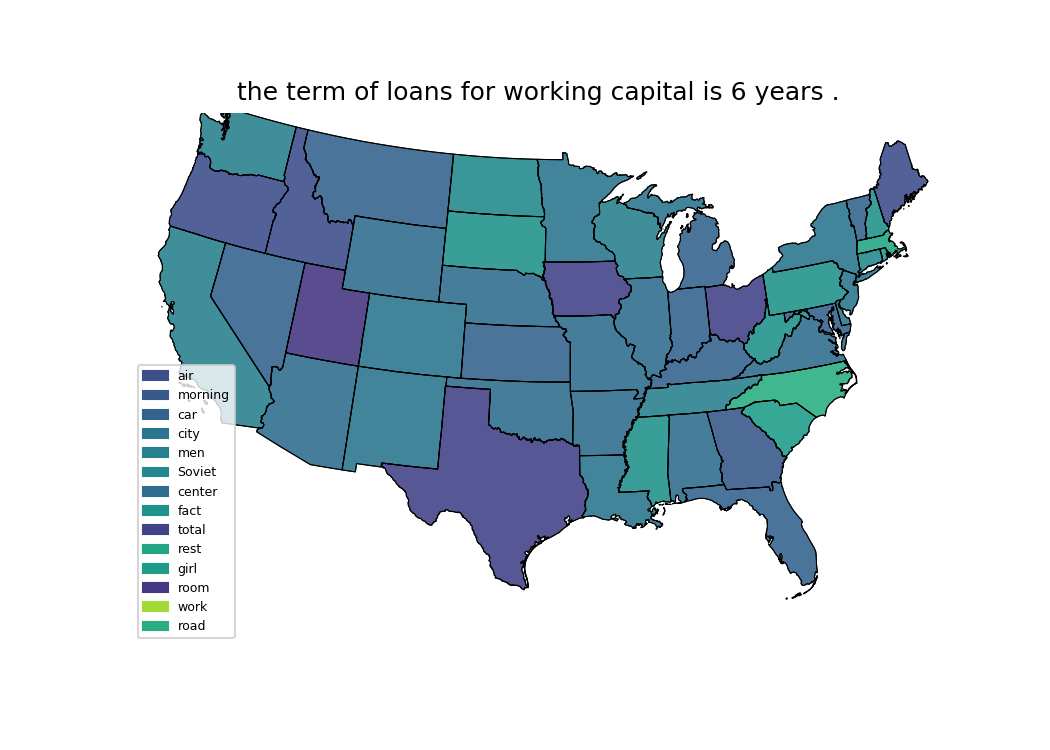 the term of loans for working capital is 6 years .
air
morning
car
city
men
Soviet
center
fact
total
rest
girl
room
work
road